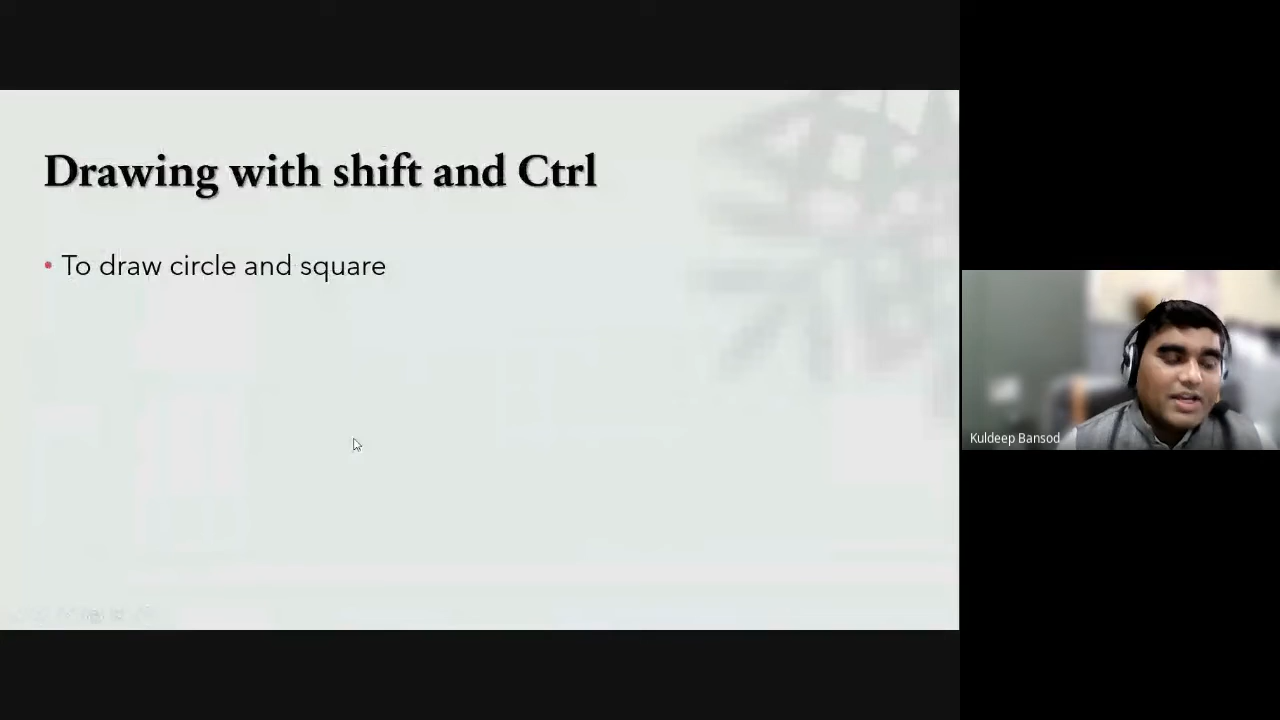 Drawing with shift and Ctrl
• To draw circle and square
Kuldeep Bansod